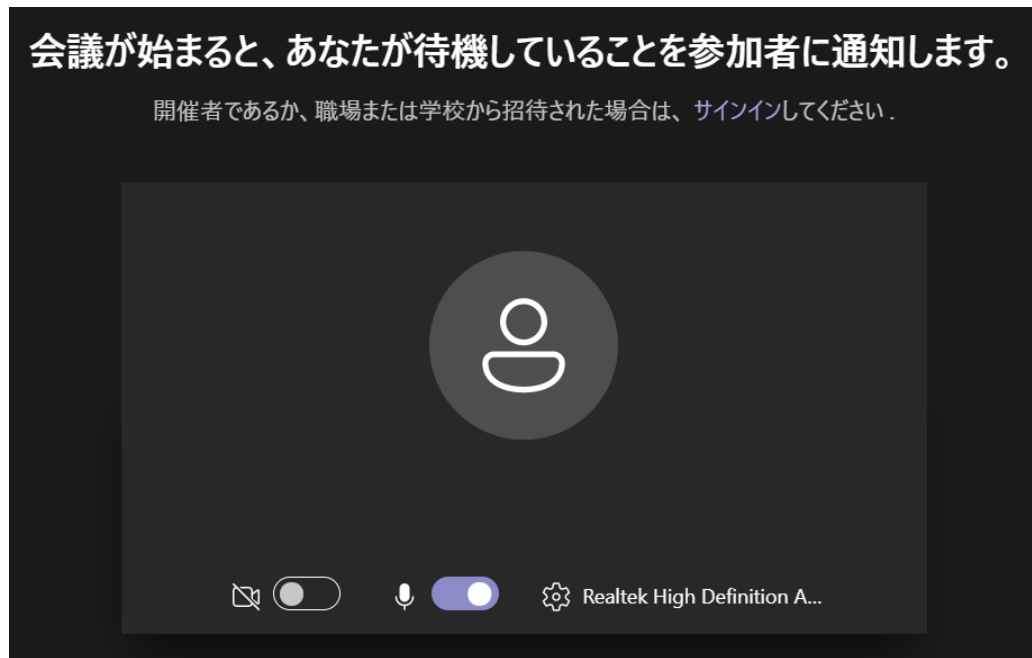 会議が始まると、あなたが待機していることを参加者に通知します。
開催者であるか、職場または学校から招待された場合は、サインインしてください.
Realtek High Definition A...